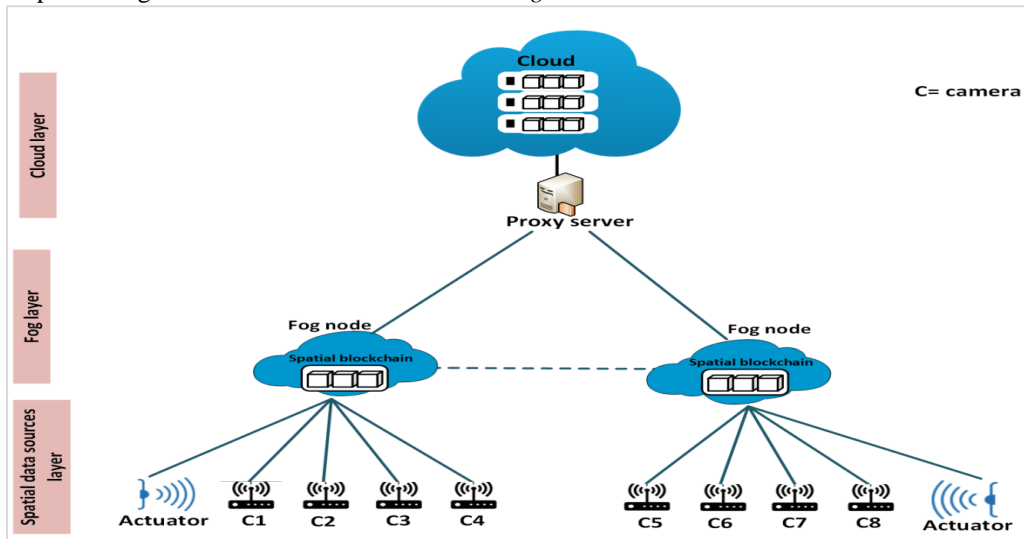 Cloud
C= camera
Cloud layer
Proxy server
Fog layer
Fog node
Spatial blockchain
Fog node
Spatial blockchain
Spatial data sources
layer
Actuator
C1
C2
C3
C4
C5
C6
C7
C8
Actuator